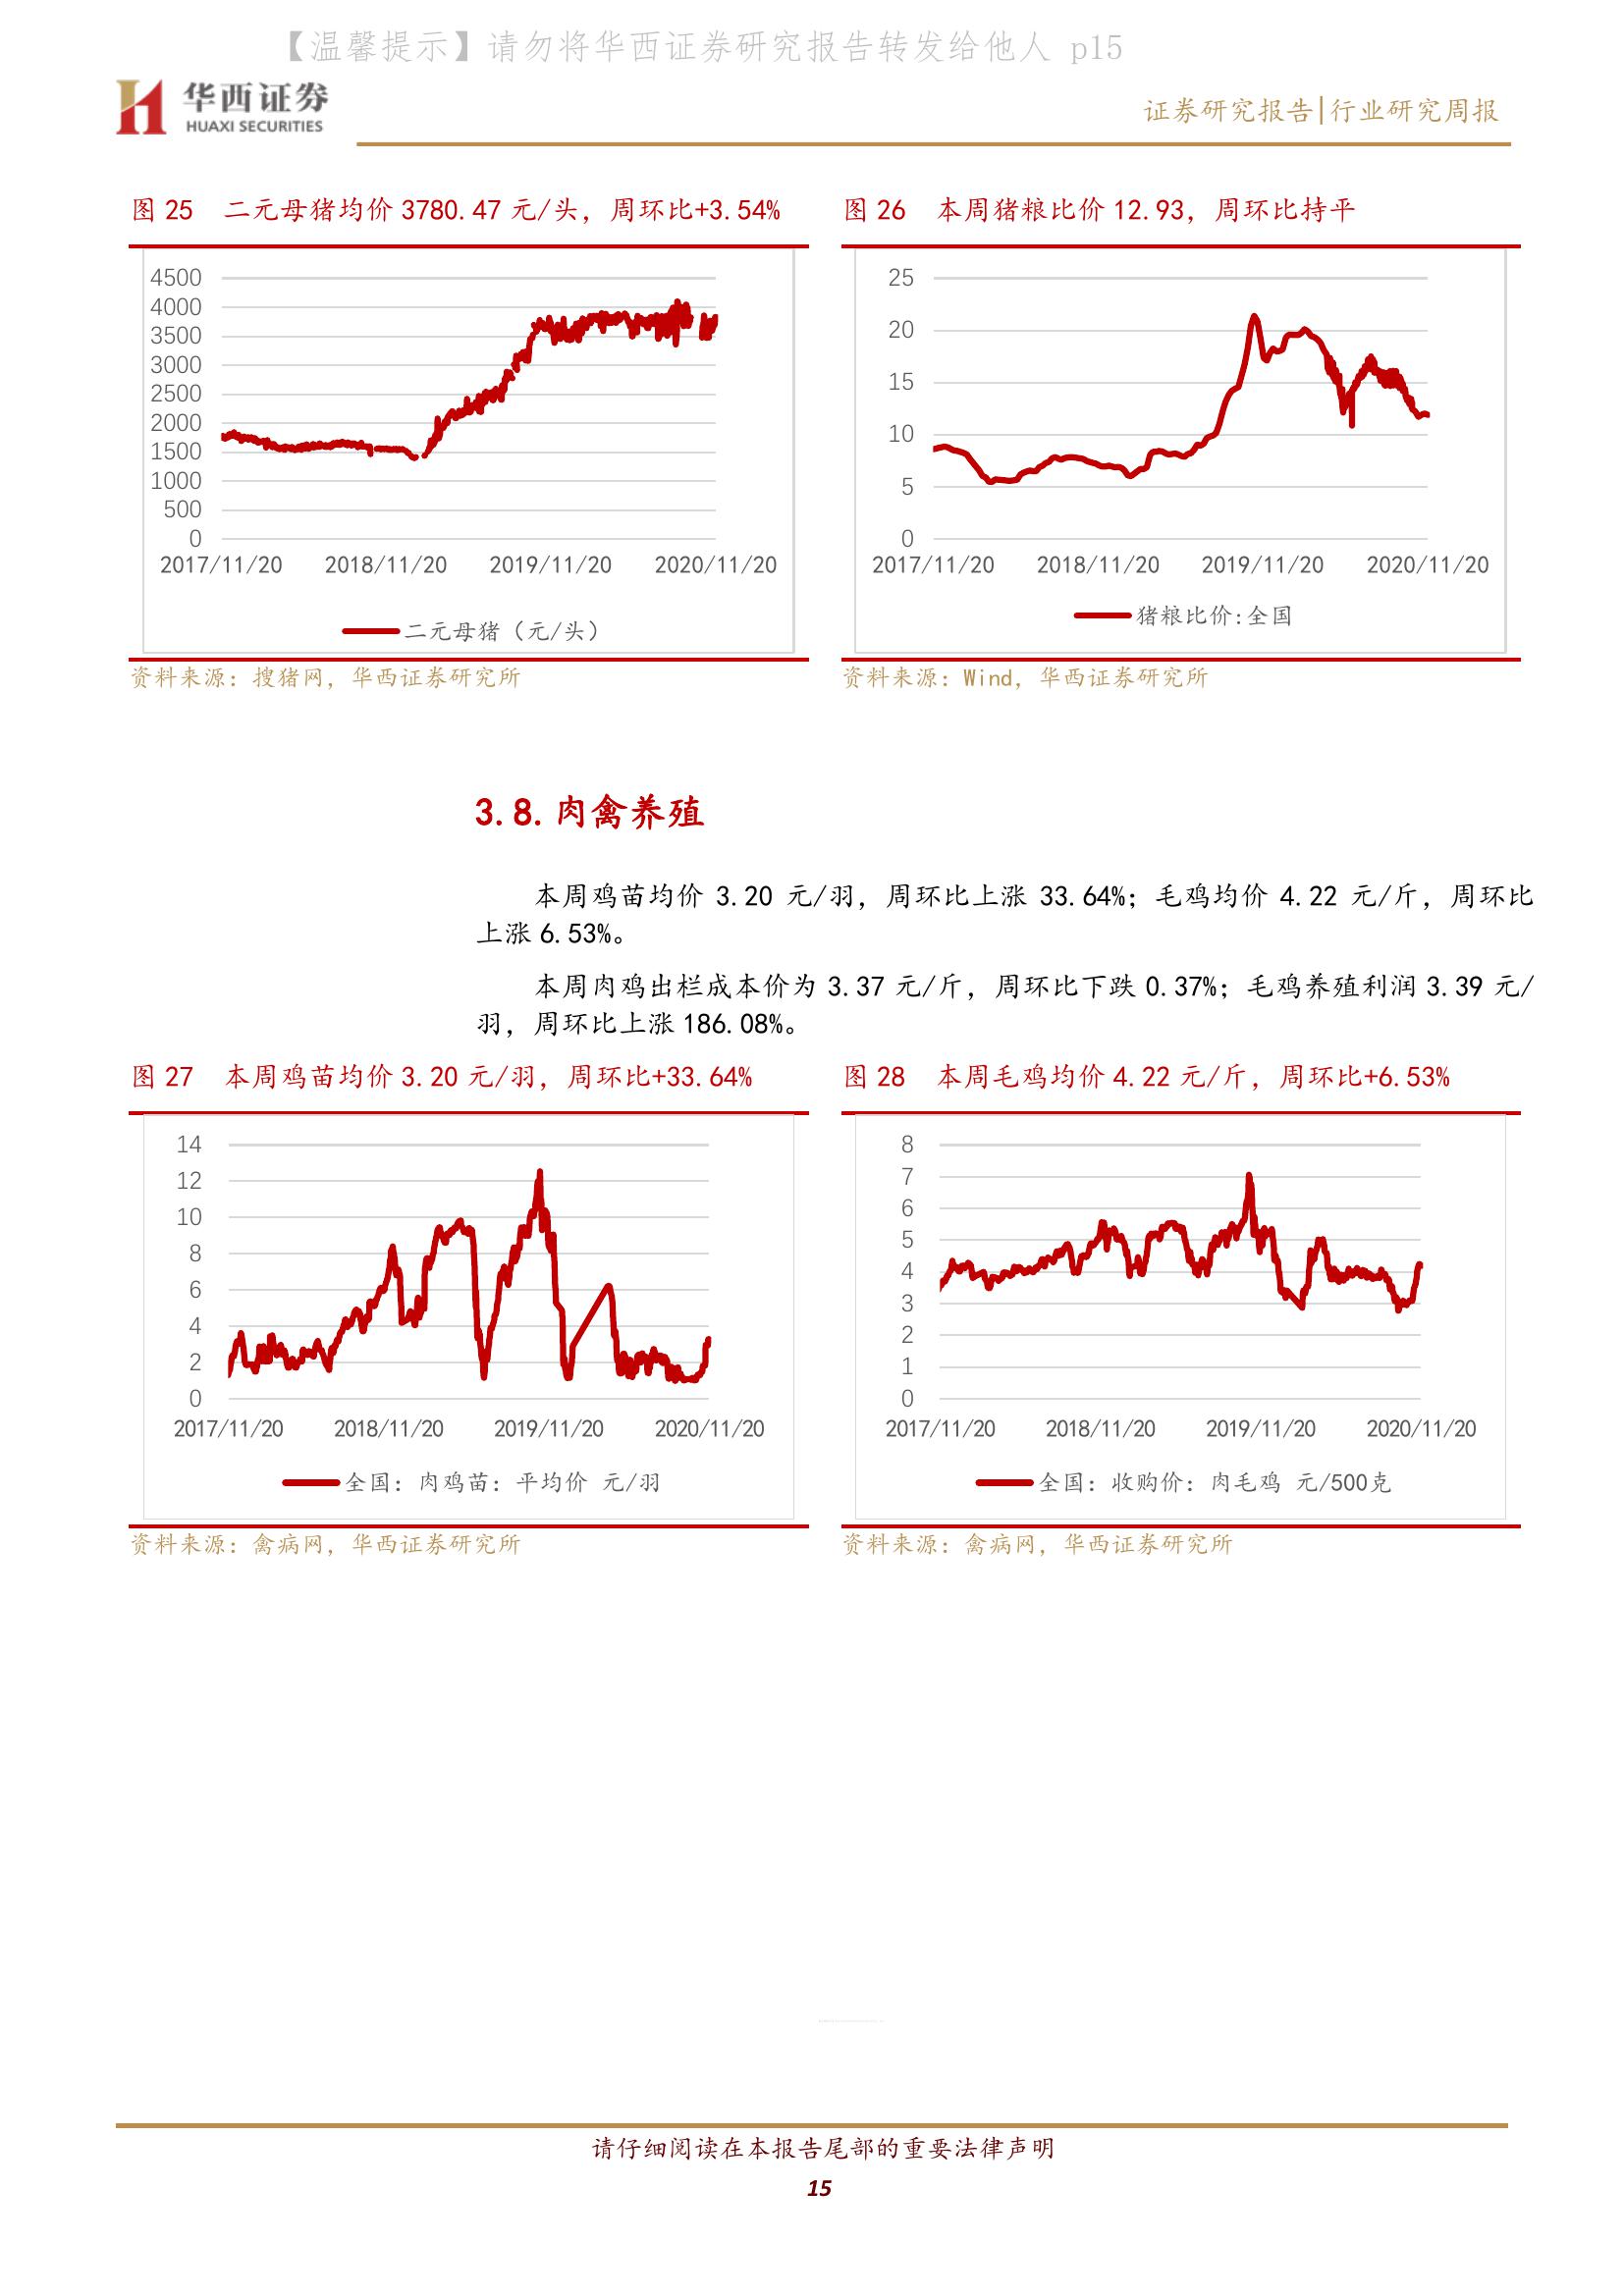 【温馨提示】请勿将华西证券研究报告转发给他人 p15
华西证券
HUAXI SECURITIES
证券研究报告|行业研究周报
图 25 二元母猪均价 3780.47 元/头，周环比+3.54%
4500
4000
3500
3000
2500
2000
1500
1000
500
0
2017/11/20 2018/11/20 2019/11/20 2020/11/20
二元母猪（元/头）
资料来源：搜猪网，华西证券研究所
图 26 本周猪粮比价 12.93，周环比持平
25
20
15
10
5
0
2017/11/20 2018/11/20 2019/11/20 2020/11/20
猪粮比价:全国
资料来源：Wind，华西证券研究所
3.8.肉禽养殖
本周鸡苗均价 3.20 元/羽，周环比上涨 33.64%；毛鸡均价 4.22 元/斤，周环比
上涨 6.53%。
本周肉鸡出栏成本价为 3.37 元/斤，周环比下跌 0.37%；毛鸡养殖利润 3.39 元/
羽，周环比上涨 186.08%。
图 27 本周鸡苗均价 3.20 元/羽，周环比+33.64%
14
12
10
8
6
4
2
0
2017/11/20 2018/11/20 2019/11/20 2020/11/20
全国：肉鸡苗：平均价 元/羽
资料来源：禽病网，华西证券研究所
图 28 本周毛鸡均价 4.22 元/斤，周环比+6.53%
8
7
6
5
4
3
2
1
0
2017/11/20 2018/11/20 2019/11/20 2020/11/20
全国：收购价：肉毛鸡 元/500克
资料来源：禽病网，华西证券研究所
请仔细阅读在本报告尾部的重要法律声明
15